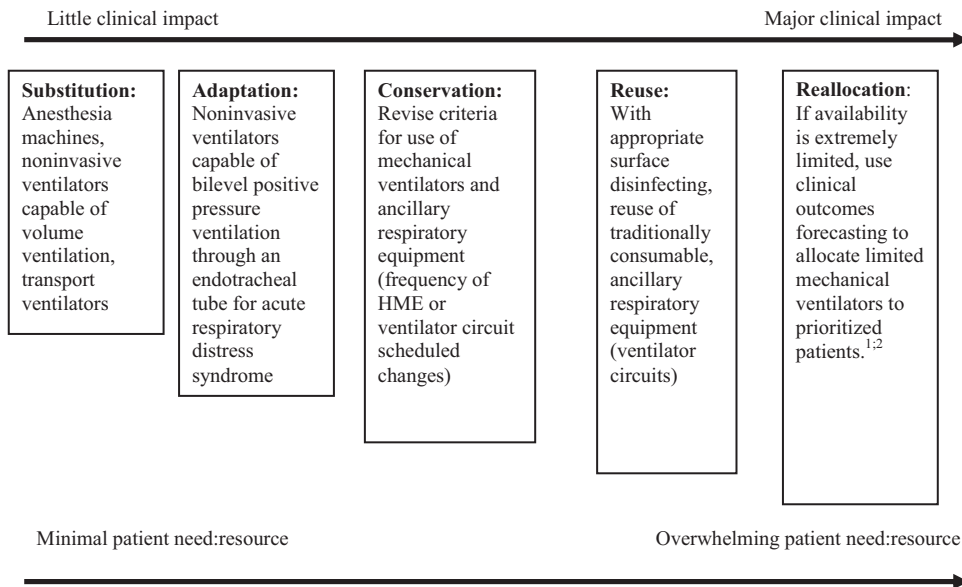 Little clinical impact
Major clinical impact
Substitution:
Anesthesia
machines,
noninvasive
ventilators
capable of
volume
ventilation,
transport
ventilators
Adaptation:
Noninvasive
ventilators
capable of
bilevel positive
pressure
ventilation
through an
endotracheal
tube for acute
respiratory
distress
syndrome
Conservation:
Revise criteria
for use of
mechanical
ventilators and
ancillary
respiratory
equipment
(frequency of
HME or
ventilator circuit
scheduled
changes)
Reuse:
With
appropriate
surface
disinfecting,
reuse of
traditionally
consumable,
ancillary
respiratory
equipment
(ventilator
circuits)
Reallocation:
If availability
is extremely
limited, use
clinical
outcomes
forecasting to
allocate limited
mechanical
ventilators to
prioritized
patients.1;2
Minimal patient need:resource
Overwhelming patient need:resource